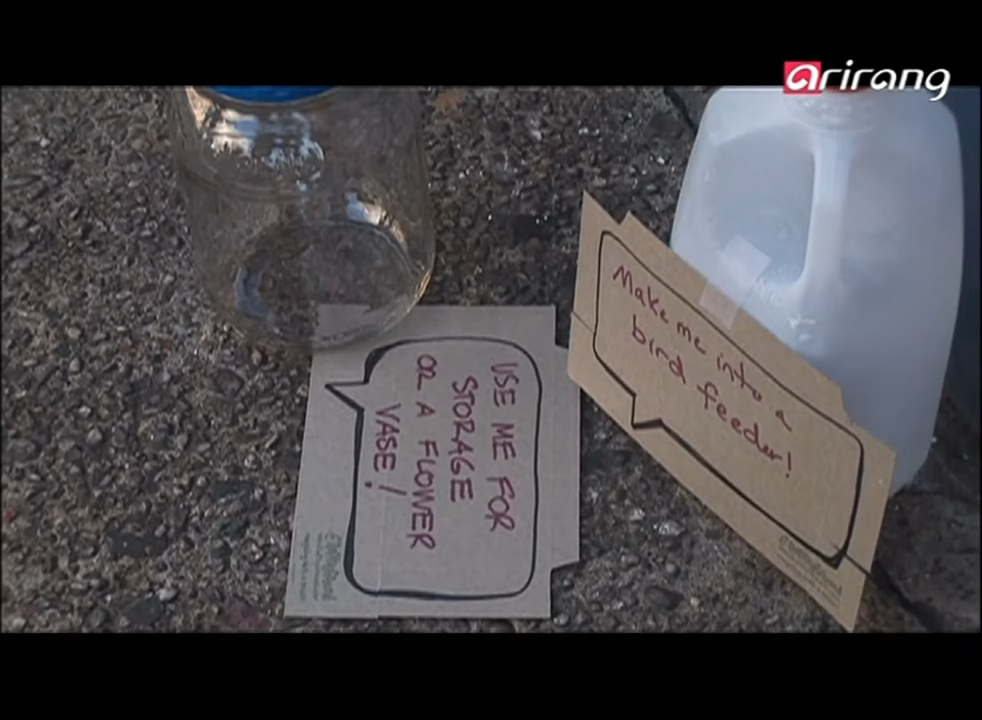 arirang
USE ME FOR
STORAGE
OR A FLOWER
VASE!
Make me into a
bird feeder!